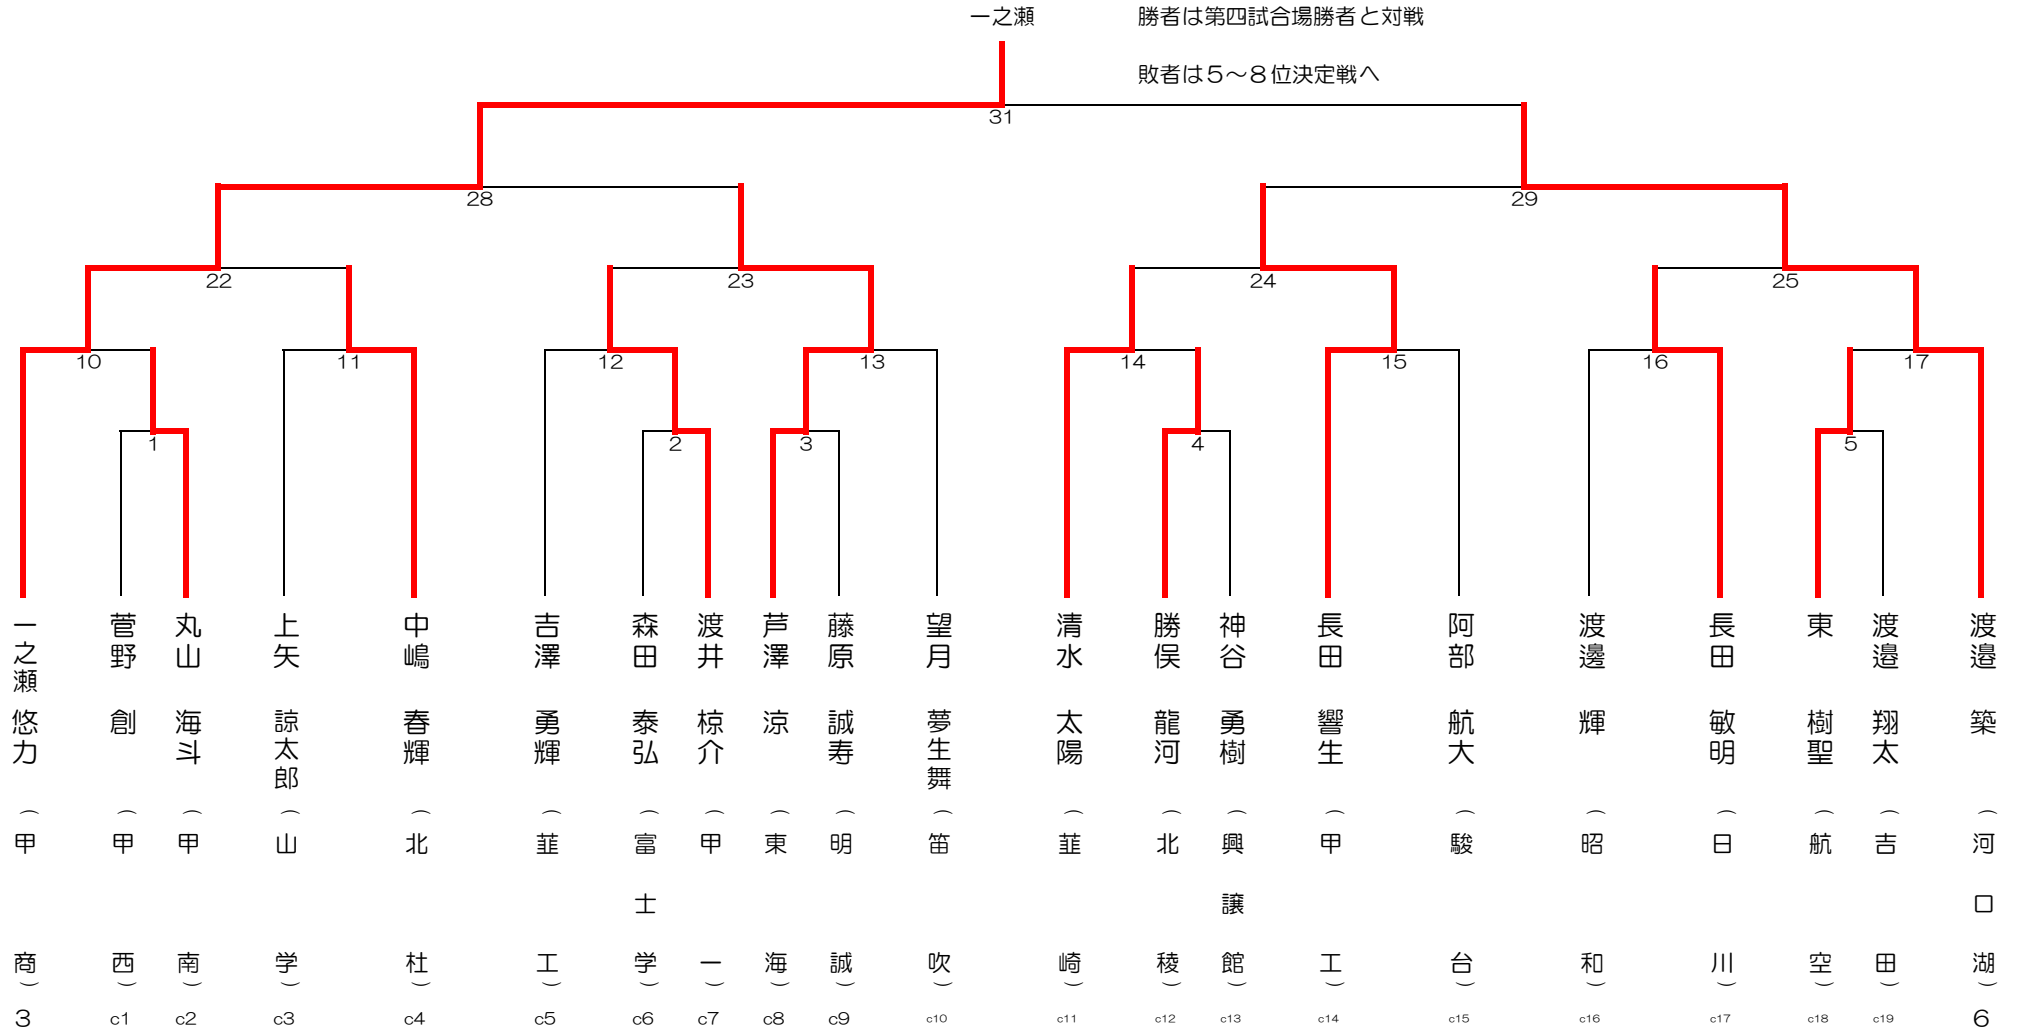 一之瀬
勝者は第四試合場勝者と対戦
敗者は５～８位決定戦へ
31
28
29
22
23
24
25
10
11
12
13
14
15
16
17
1
2
3
4
5
一之瀬 悠力 （甲商） 3
菅野 創 （甲西） c1
丸山 海斗 （甲南） c2
上矢 諒太郎 （山学） c3
中嶋 春輝 （北杜） c4
吉澤 勇輝 （韮工） c5
森田 泰弘 （富士学） c6
渡井 椋介 （甲一） c7
芦澤 涼 （東海） c8
藤原 誠寿 （明誠） c9
望月 夢生舞 （笛吹） c10
清水 太陽 （韮崎） c11
勝俣 龍河 （北稜） c12
神谷 勇樹 （興譲館） c13
長田 響生 （甲工） c14
阿部 航大 （駿台） c15
渡邊 輝 （昭和） c16
長田 敏明 （日川） c17
東 樹聖 （航空） c18
渡邉 翔太 （吉田） c19
渡邉 築 （河口湖） 6